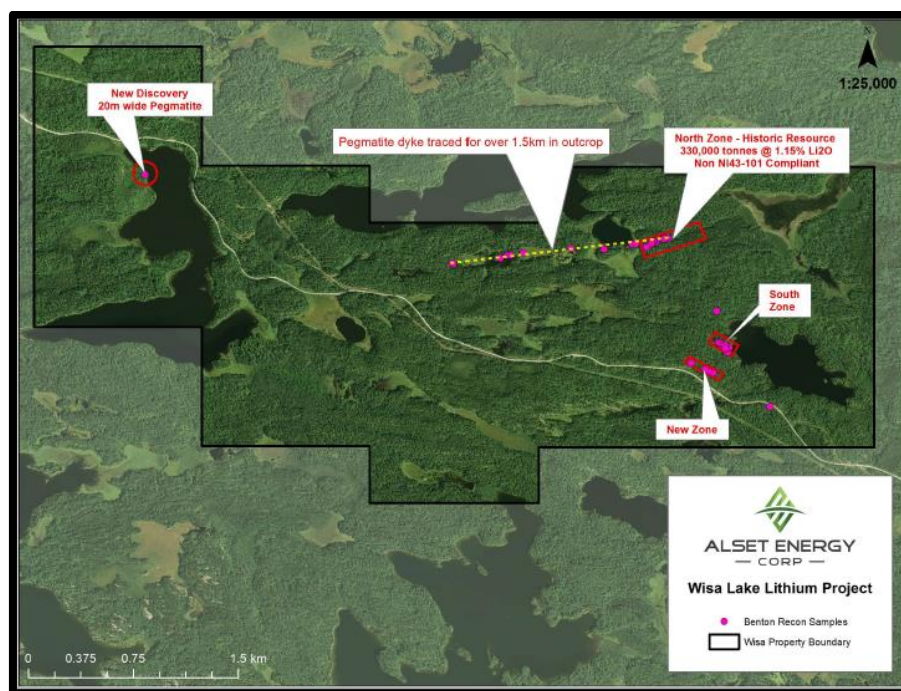 N
1:25,000
New Discovery
20m wide Pegmatite
Pegmatite dyke traced for over 1.5km in outcrop
North Zone - Historic Resource
330,000 tonnes @ 1.15% Li2O
Non NI43-101 Compliant
South
Zone
New Zone
ALSET ENERGY
CORP
Wisa Lake Lithium Project
Benton Recon Samples
Wisa Property Boundary
0 0.375 0.75 1.5 km